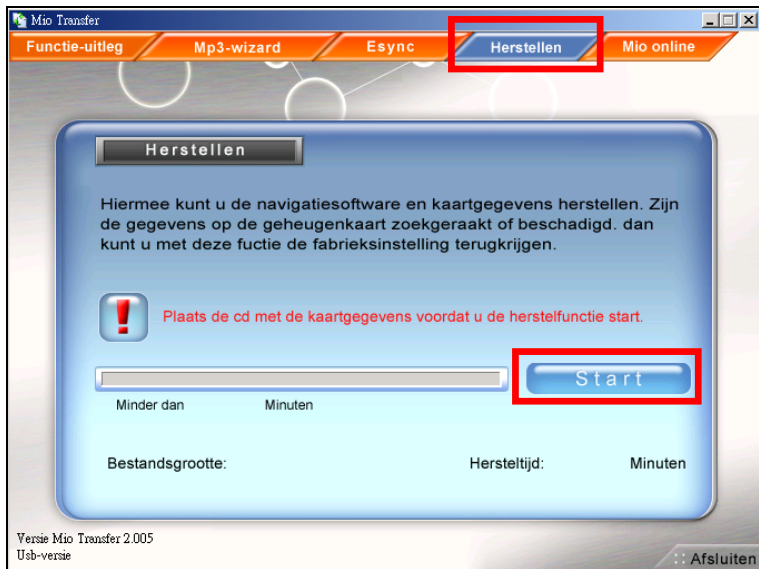 Mio Transfer
Functie-uitleg
Mp3-wizard
Esync
Herstellen
Mio online
Herstellen
Hiermee kunt u de navigatiesoftware en kaartgegevens herstellen. Zijn
de gegevens op de geheugenkaart zoekgeraakt of beschadigd. dan
kunt u met deze fuctie de fabrieksinstelling terugkrijgen.
Plaats de cd met de kaartgegevens voordat u de herstelfunctie start.
Start
Minder dan Minuten
Bestandsgrootte: Hersteltijd: Minuten
Versie Mio Transfer 2.005
Usb-versie
:: Afsluiten